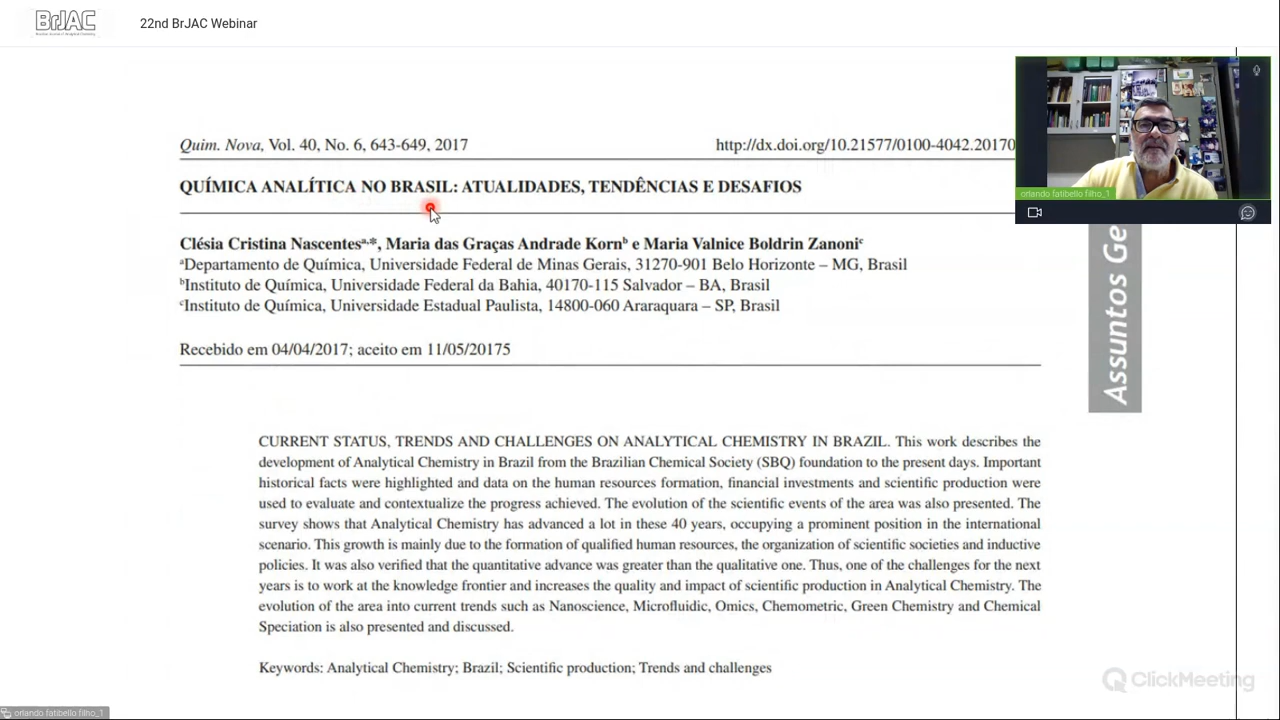 BrJAC
22nd BrJAC Webinar
Quim. Nova, Vol. 40, No. 6, 643-649, 2017
http://dx.doi.org/10.21577/0100-4042.20170
QUÍMICA ANALÍTICA NO BRASIL: ATUALIDADES, TENDÊNCIAS E DESAFIOS
orlando fatibello filho_1
Clésia Cristina Nascentesa,*, Maria das Graças Andrade Kornb e Maria Valnice Boldrin Zanonic
aDepartamento de Química, Universidade Federal de Minas Gerais, 31270-901 Belo Horizonte – MG, Brasil
bInstituto de Química, Universidade Federal da Bahia, 40170-115 Salvador – BA, Brasil
cInstituto de Química, Universidade Estadual Paulista, 14800-060 Araraquara – SP, Brasil
Assuntos Ge
Recebido em 04/04/2017; aceito em 11/05/20175
CURRENT STATUS, TRENDS AND CHALLENGES ON ANALYTICAL CHEMISTRY IN BRAZIL. This work describes the
development of Analytical Chemistry in Brazil from the Brazilian Chemical Society (SBQ) foundation to the present days. Important
historical facts were highlighted and data on the human resources formation, financial investments and scientific production were
used to evaluate and contextualize the progress achieved. The evolution of the scientific events of the area was also presented. The
survey shows that Analytical Chemistry has advanced a lot in these 40 years, occupying a prominent position in the international
scenario. This growth is mainly due to the formation of qualified human resources, the organization of scientific societies and inductive
policies. It was also verified that the quantitative advance was greater than the qualitative one. Thus, one of the challenges for the next
years is to work at the knowledge frontier and increases the quality and impact of scientific production in Analytical Chemistry. The
evolution of the area into current trends such as Nanoscience, Microfluidic, Omics, Chemometric, Green Chemistry and Chemical
Speciation is also presented and discussed.
Keywords: Analytical Chemistry; Brazil; Scientific production; Trends and challenges
ClickMeeting
orlando fatibello filho_1